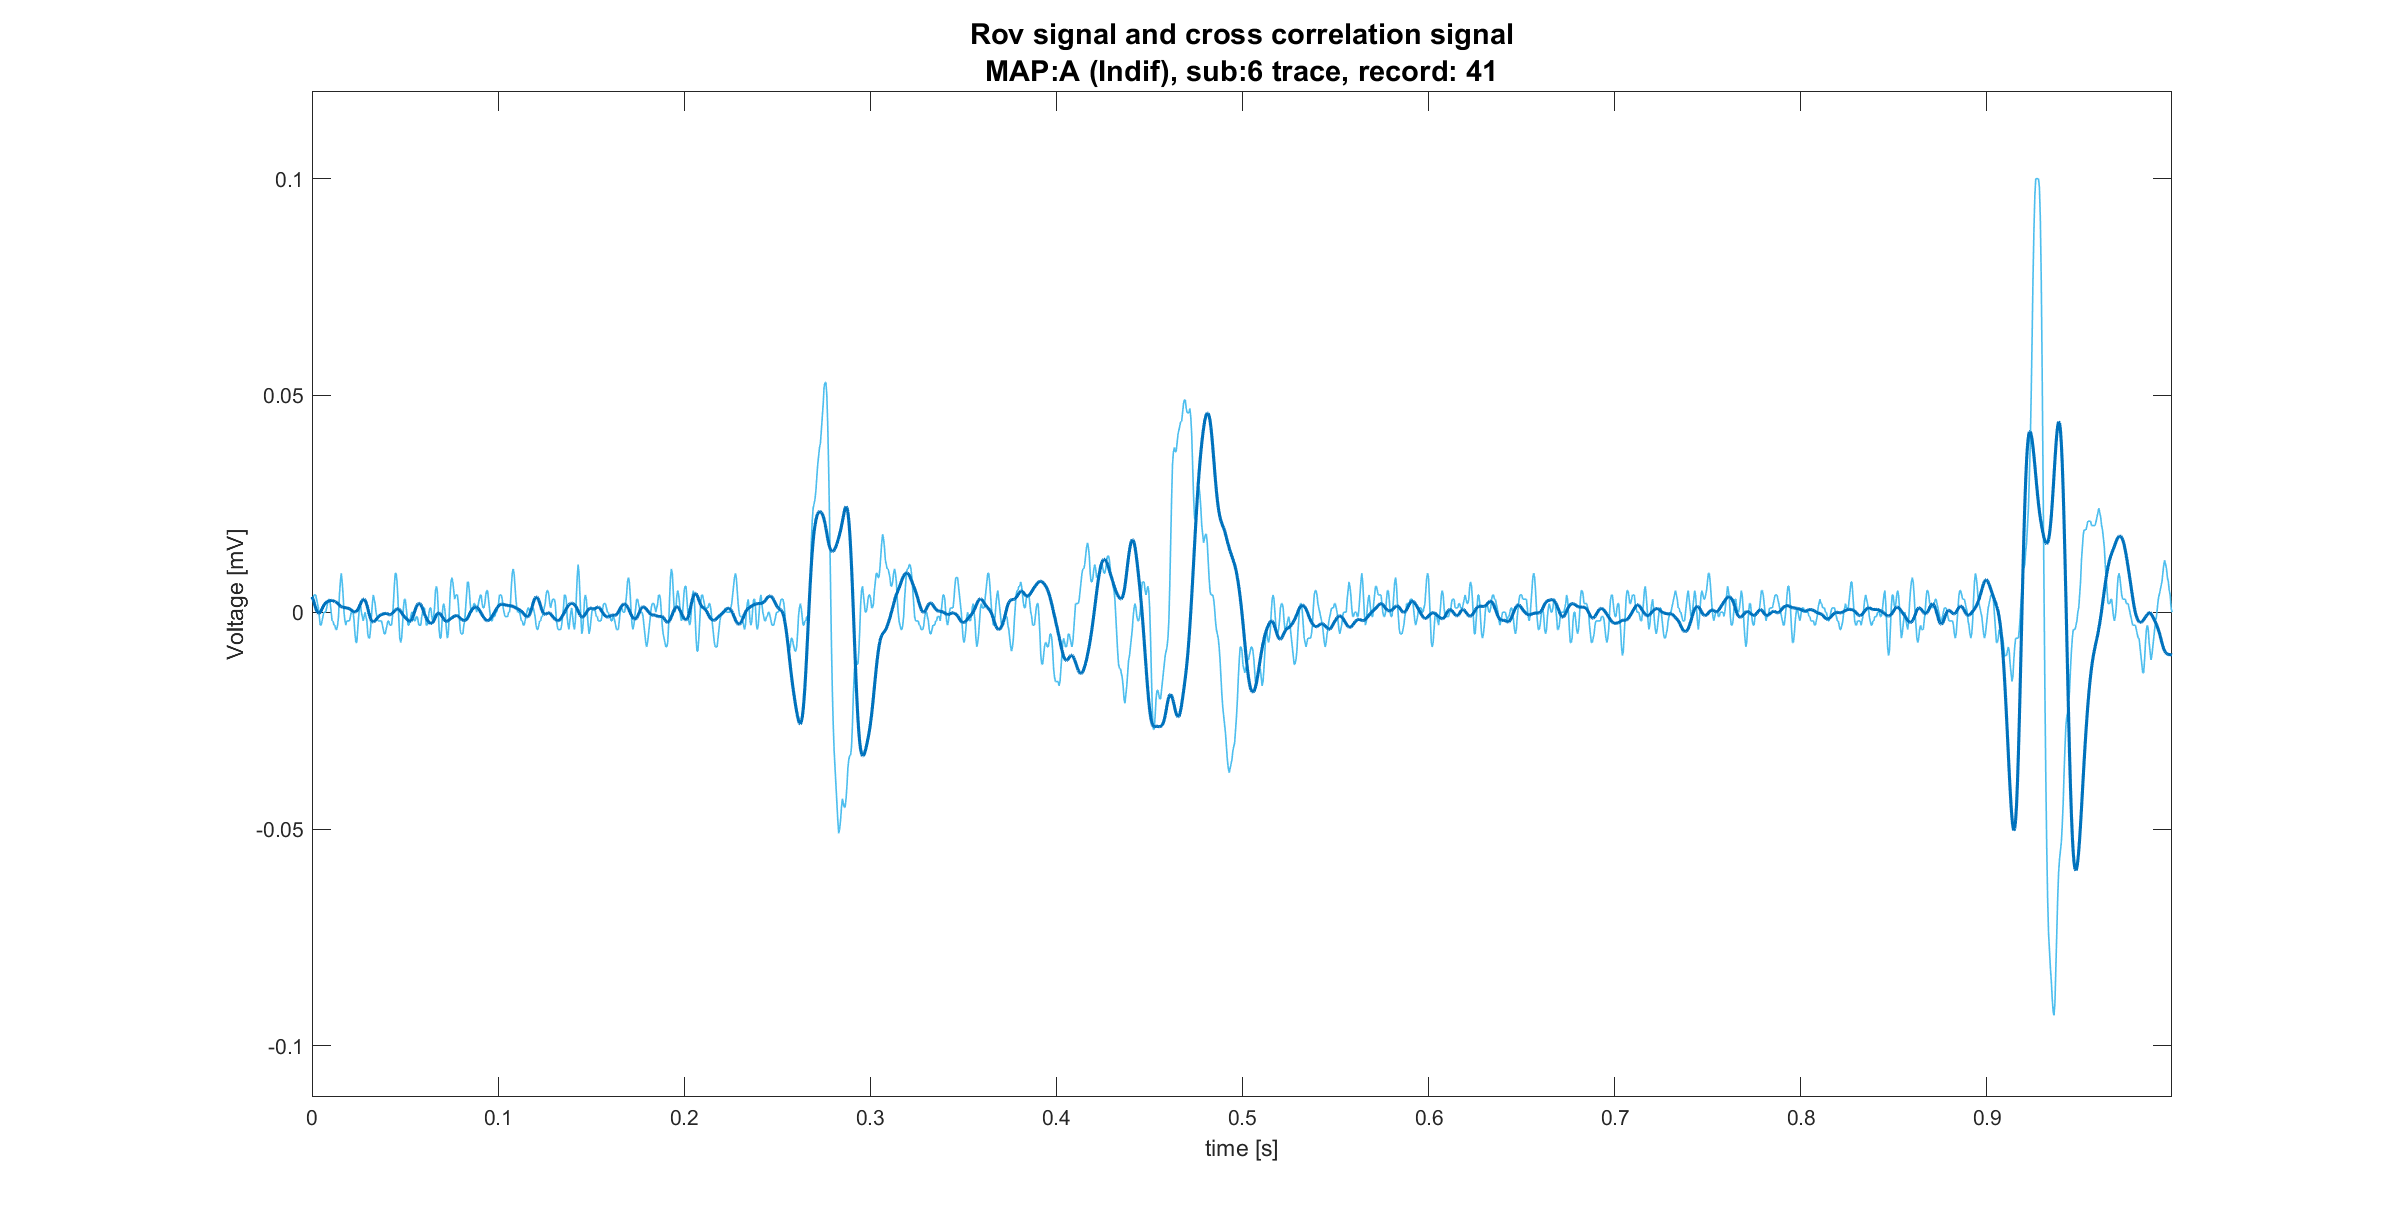 Rov signal and cross correlation signal
MAP:A (Indif), sub:6 trace, record: 41
Voltage [mV]
0.1
0.05
0
-0.05
-0.1
0 0.1 0.2 0.3 0.4 0.5 0.6 0.7 0.8 0.9
time [s]